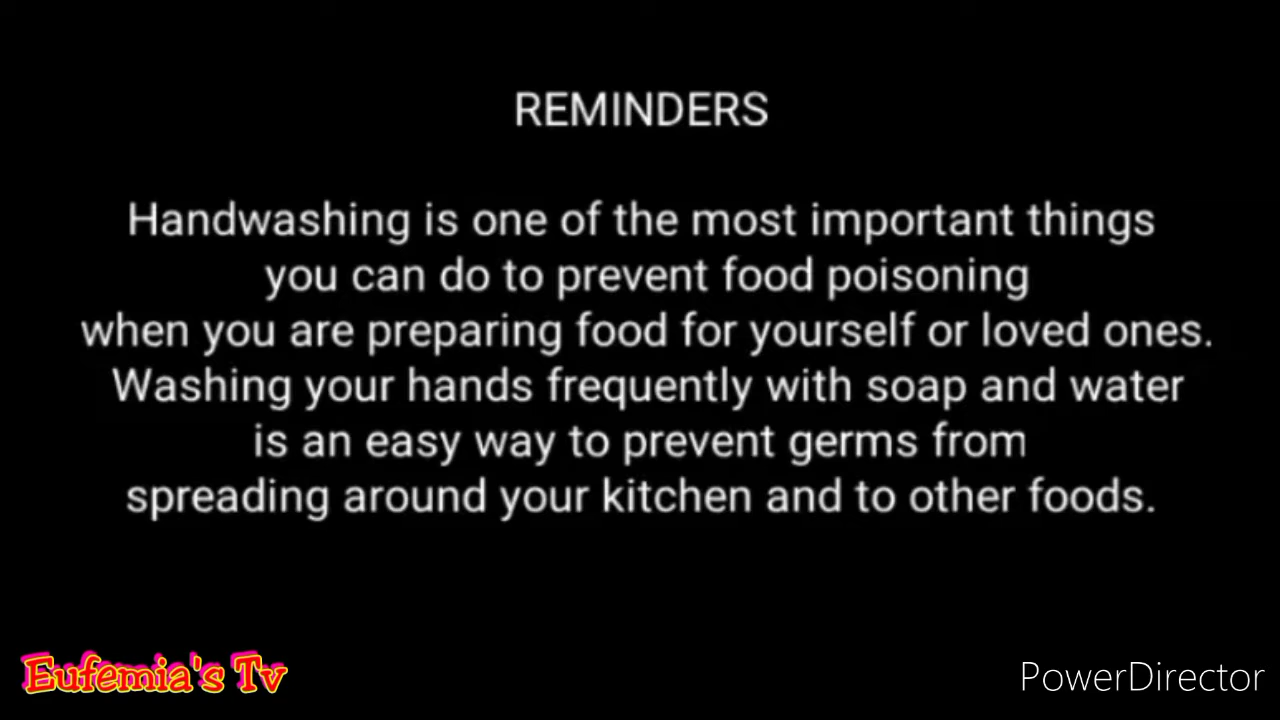 REMINDERS
Handwashing is one of the most important things
you can do to prevent food poisoning
when you are preparing food for yourself or loved ones.
Washing your hands frequently with soap and water
is an easy way to prevent germs from
spreading around your kitchen and to other foods.
Eufemia's Tv
PowerDirector